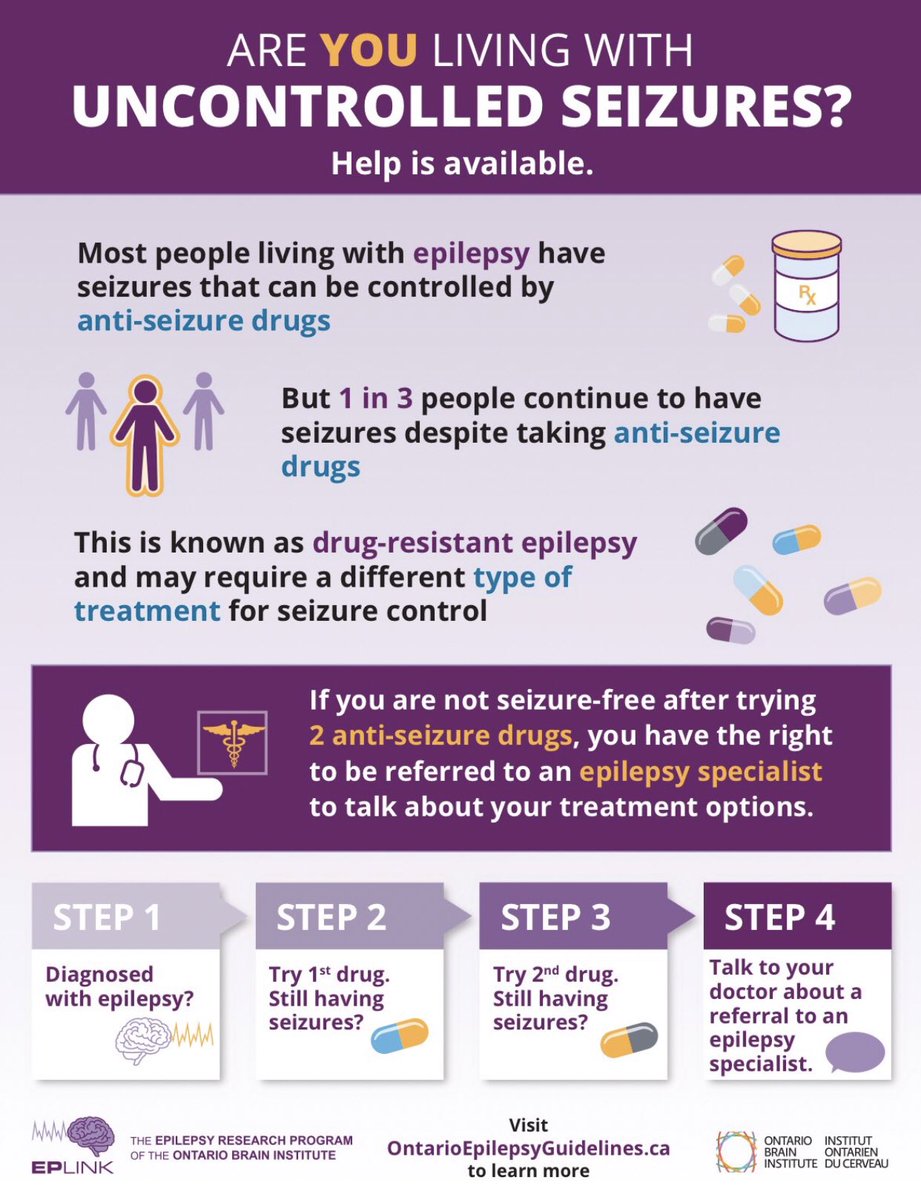 ARE YOU LIVING WITH
UNCONTROLLED SEIZURES?
Help is available.
Most people living with epilepsy have
seizures that can be controlled by
anti-seizure drugs
Rx
But 1 in 3 people continue to have
seizures despite taking anti-seizure
drugs
This is known as drug-resistant epilepsy
and may require a different type of
treatment for seizure control
If you are not seizure-free after trying
2 anti-seizure drugs, you have the right
to be referred to an epilepsy specialist
to talk about your treatment options.
STEP 1
Diagnosed
with epilepsy?
STEP 2
Try 1st drug.
Still having
seizures?
STEP 3
Try 2nd drug.
Still having
seizures?
STEP 4
Talk to your
doctor about a
referral to an
epilepsy
specialist.
EPLINK
THE EPILEPSY RESEARCH PROGRAM
OF THE ONTARIO BRAIN INSTITUTE
Visit
OntarioEpilepsyGuidelines.ca
to learn more
ONTARIO
BRAIN
INSTITUTE
INSTITUT
ONTARIEN
DU CERVEAU